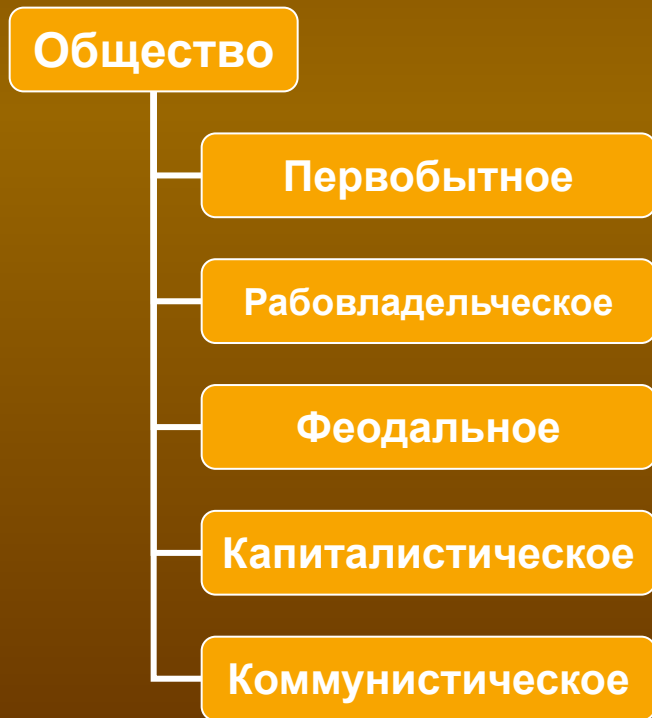 Общество
Первобытное
Рабовладельческое
Феодальное
Капиталистическое
Коммунистическое